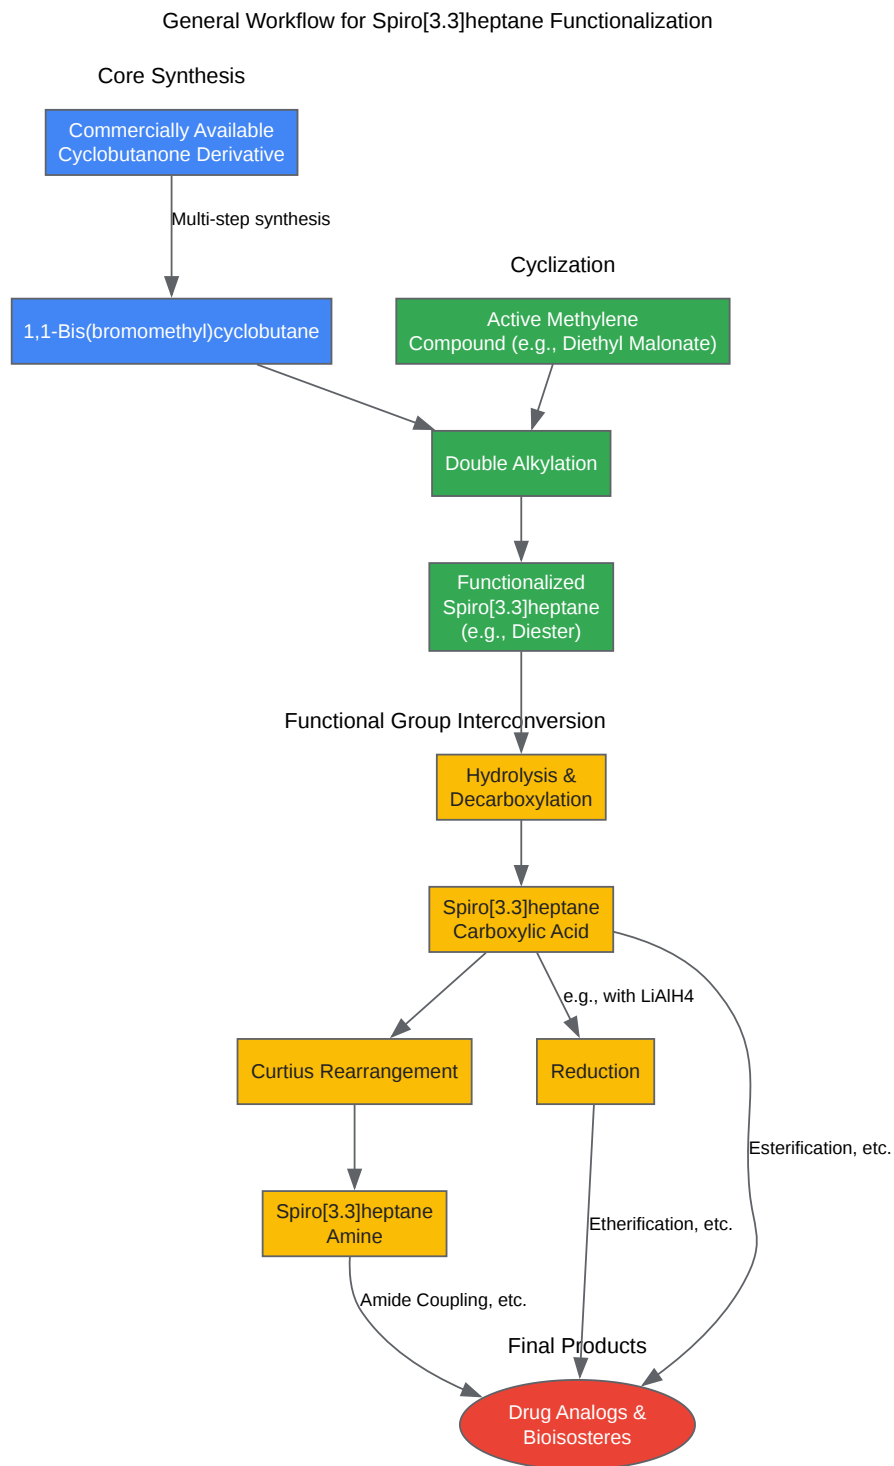 General Workflow for Spiro[3.3]heptane Functionalization
Core Synthesis
Commercially Available
Cyclobutanone Derivative
Multi-step synthesis
Cyclization
1,1-Bis(bromomethyl)cyclobutane
Active Methylene
Compound (e.g., Diethyl Malonate)
Double Alkylation
Functionalized
Spiro[3.3]heptane
(e.g., Diester)
Functional Group Interconversion
Hydrolysis &
Decarboxylation
Spiro[3.3]heptane
Carboxylic Acid
e.g., with LiAlH4
Curtius Rearrangement
Reduction
Esterification, etc.
Spiro[3.3]heptane
Amine
Etherification, etc.
Amide Coupling, etc.
Final Products
Drug Analogs &
Bioisosteres